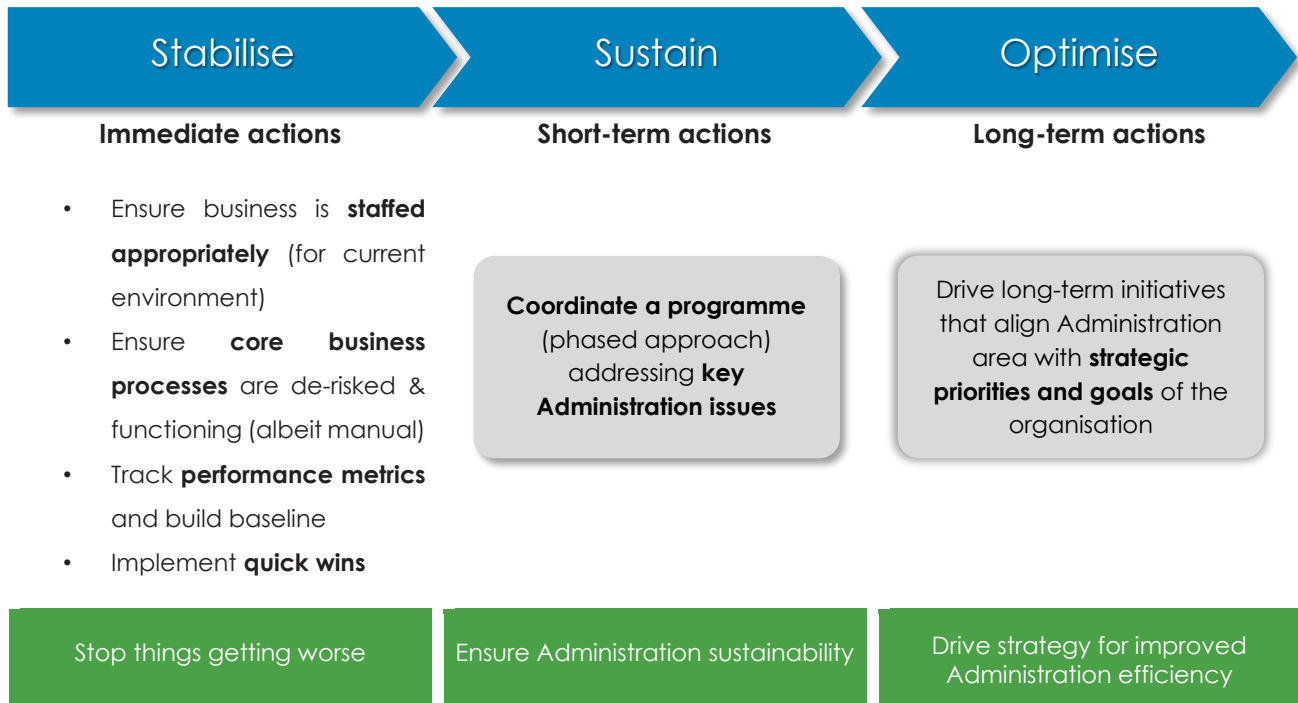 Stabilise
Sustain
Optimise
Immediate actions
Short-term actions
Long-term actions
• Ensure business is staffed
appropriately (for current
environment)
• Ensure core business
processes are de-risked &
functioning (albeit manual)
• Track performance metrics
and build baseline
• Implement quick wins
Coordinate a programme
(phased approach)
addressing key
Administration issues
Drive long-term initiatives
that align Administration
area with strategic
priorities and goals of the
organisation
Stop things getting worse
Ensure Administration sustainability
Drive strategy for improved
Administration efficiency